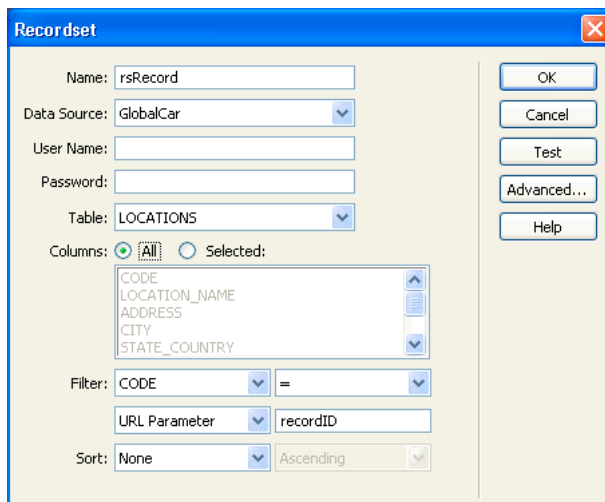 Recordset
Name: rsRecord
OK
Data Source: GlobalCar
Cancel
User Name:
Test
Password:
Advanced...
Table: LOCATIONS
Help
Columns: All Selected:
CODE
LOCATION_NAME
ADDRESS
CITY
STATE_COUNTRY
Filter: CODE =
URL Parameter recordID
Sort: None Ascending